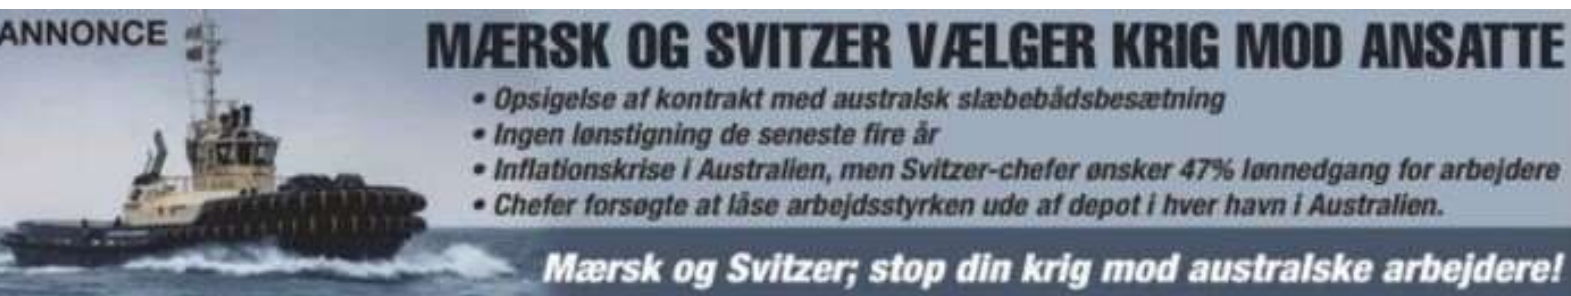 ANNONCE
MÆRSK OG SVITZER VÆLGER KRIG MOD ANSATTE
• Opsigelse af kontrakt med australsk slæbebådsbesætning
• Ingen lønstigning de seneste fire år
• Inflationskrise i Australien, men Svitzer-chefer ønsker 47% lønnedgang for arbejdere
• Chefer forsøgte at låse arbejdsstyrken ude af depot i hver havn i Australien.
Mærsk og Svitzer; stop din krig mod australske arbejdere!